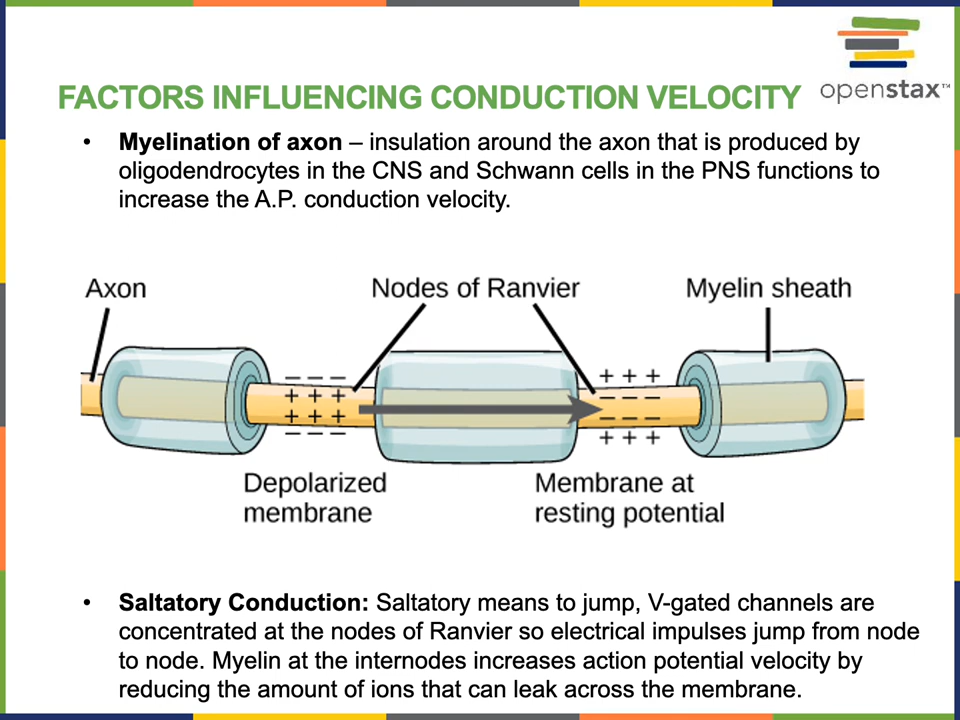 openstax™
FACTORS INFLUENCING CONDUCTION VELOCITY
• Myelination of axon – insulation around the axon that is produced by
oligodendrocytes in the CNS and Schwann cells in the PNS functions to
increase the A.P. conduction velocity.
Axon
Nodes of Ranvier
Myelin sheath
– – –
+ + +
+ + +
– – –
+ + +
– – –
– – –
+ + +
Depolarized
membrane
Membrane at
resting potential
• Saltatory Conduction: Saltatory means to jump, V-gated channels are
concentrated at the nodes of Ranvier so electrical impulses jump from node
to node. Myelin at the internodes increases action potential velocity by
reducing the amount of ions that can leak across the membrane.